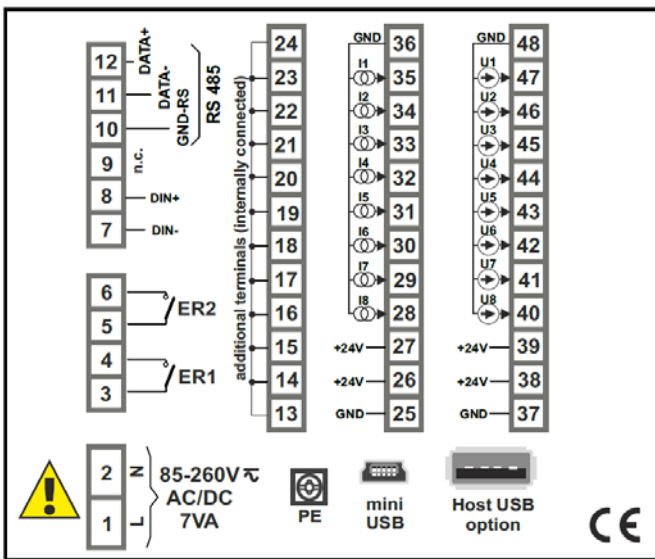 12 DATA+
11 DATA-
10 GND-RS
RS 485
9 n.c.
8 DIN+
7 DIN-
6
5
ER2
4
3
ER1
2 N
1 L
85-260V
AC/DC
7VA
additional terminals (internally connected)
24
23
22
21
20
19
18
17
16
15
14
13
GND 36
I1 35
I2 34
I3 33
I4 32
I5 31
I6 30
I7 29
I8 28
+24V 27
+24V 26
GND 25
GND 48
U1 47
U2 46
U3 45
U4 44
U5 43
U6 42
U7 41
U8 40
+24V 39
+24V 38
GND 37
PE
mini
USB
Host USB
option
CE